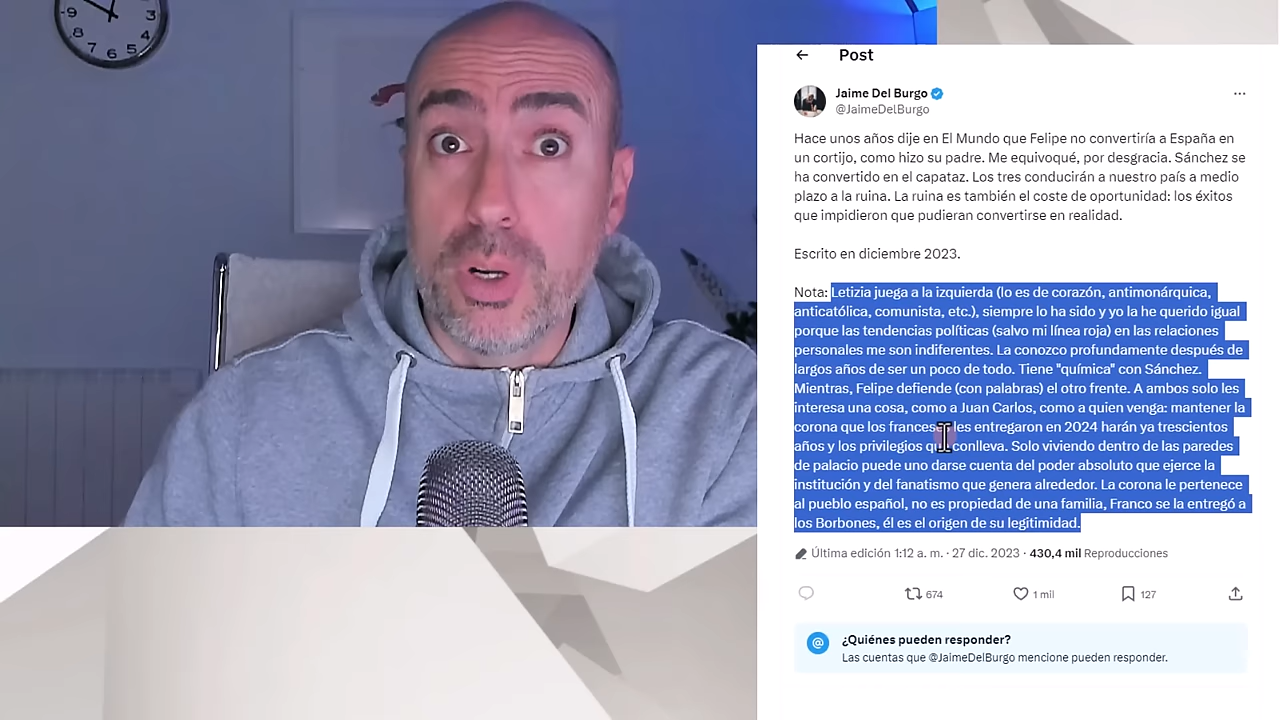 9
3
8
4
7
6
5
Post
Jaime Del Burgo
@JaimeDelBurgo
Hace unos años dije en El Mundo que Felipe no convertiría a España en
un cortijo, como hizo su padre. Me equivoqué, por desgracia. Sánchez se
ha convertido en el capataz. Los tres conducirán a nuestro país a medio
plazo a la ruina. La ruina es también el coste de oportunidad: los éxitos
que impidieron que pudieran convertirse en realidad.
Escrito en diciembre 2023.
Nota: Letizia juega a la izquierda (lo es de corazón, antimonárquica,
anticatólica, comunista, etc.), siempre lo ha sido y yo la he querido igual
porque las tendencias políticas (salvo mi línea roja) en las relaciones
personales me son indiferentes. La conozco profundamente después de
largos años de ser un poco de todo. Tiene "química" con Sánchez.
Mientras, Felipe defiende (con palabras) el otro frente. A ambos solo les
interesa una cosa, como a Juan Carlos, como a quien venga: mantener la
corona que los franceses les entregaron en 2024 harán ya trescientos
años y los privilegios que conlleva. Solo viviendo dentro de las paredes
de palacio puede uno darse cuenta del poder absoluto que ejerce la
institución y del fanatismo que genera alrededor. La corona le pertenece
al pueblo español, no es propiedad de una familia, Franco se la entregó a
los Borbones, él es el origen de su legitimidad.
Última edición 1:12 a. m. · 27 dic. 2023 · 430,4 mil Reproducciones
674
1 mil
127
¿Quiénes pueden responder?
Las cuentas que @JaimeDelBurgo mencione pueden responder.